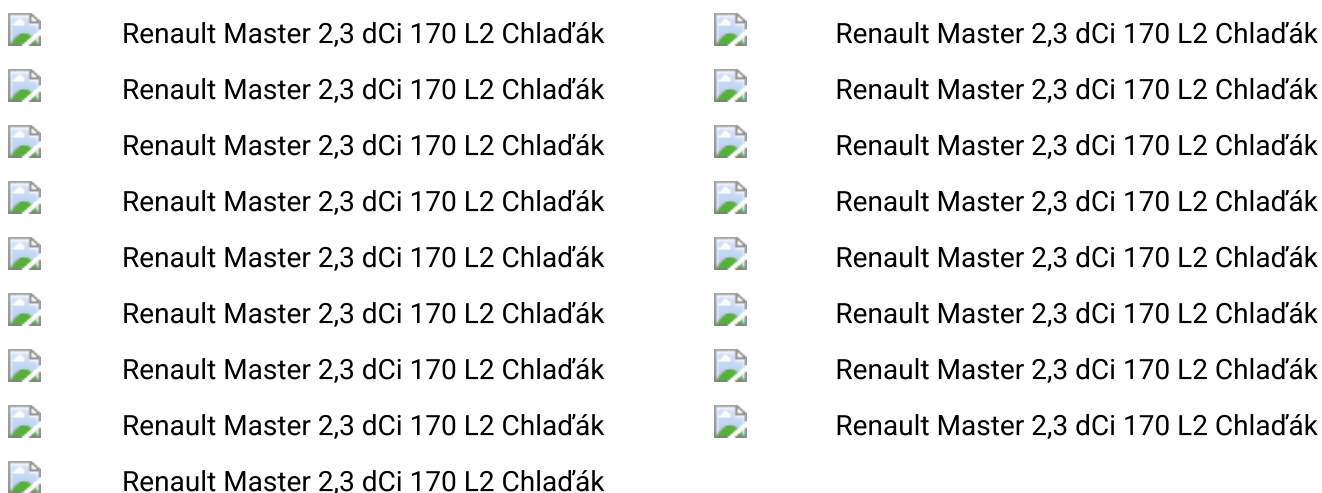 Renault Master 2,3 dCi 170 L2 Chlaďák Renault Master 2,3 dCi 170 L2 Chlaďák
Renault Master 2,3 dCi 170 L2 Chlaďák Renault Master 2,3 dCi 170 L2 Chlaďák
Renault Master 2,3 dCi 170 L2 Chlaďák Renault Master 2,3 dCi 170 L2 Chlaďák
Renault Master 2,3 dCi 170 L2 Chlaďák Renault Master 2,3 dCi 170 L2 Chlaďák
Renault Master 2,3 dCi 170 L2 Chlaďák Renault Master 2,3 dCi 170 L2 Chlaďák
Renault Master 2,3 dCi 170 L2 Chlaďák Renault Master 2,3 dCi 170 L2 Chlaďák
Renault Master 2,3 dCi 170 L2 Chlaďák Renault Master 2,3 dCi 170 L2 Chlaďák
Renault Master 2,3 dCi 170 L2 Chlaďák Renault Master 2,3 dCi 170 L2 Chlaďák
Renault Master 2,3 dCi 170 L2 Chlaďák